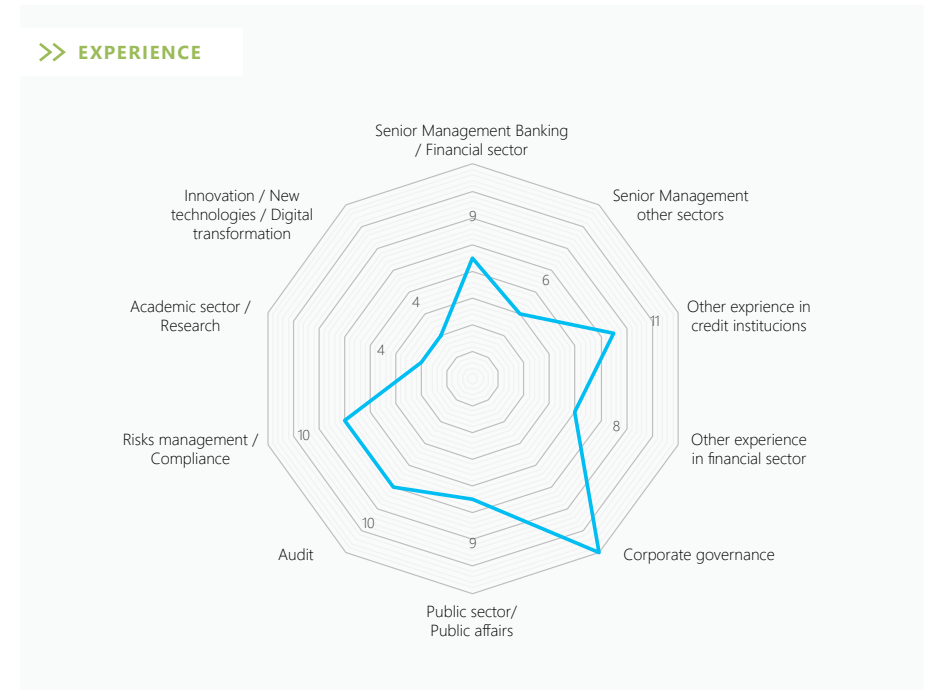 EXPERIENCE
Senior Management Banking
/ Financial sector
Innovation / New
technologies / Digital
transformation
Senior Management
other sectors
9
6
4
Academic sector /
Research
Other exprience in
credit institucions
11
4
Risks management /
Compliance
10
8
Other experience
in financial sector
10
9
Audit
Corporate governance
Public sector/
Public affairs